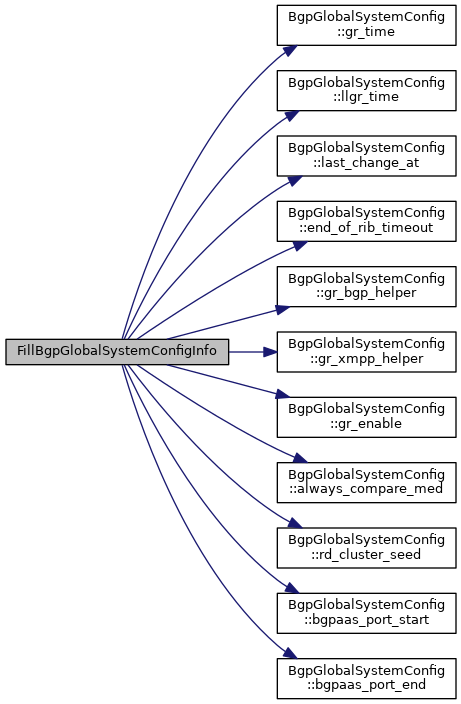 BgpGlobalSystemConfig
::gr_time
BgpGlobalSystemConfig
::llgr_time
BgpGlobalSystemConfig
::last_change_at
BgpGlobalSystemConfig
::end_of_rib_timeout
BgpGlobalSystemConfig
::gr_bgp_helper
FillBgpGlobalSystemConfigInfo
BgpGlobalSystemConfig
::gr_xmpp_helper
BgpGlobalSystemConfig
::gr_enable
BgpGlobalSystemConfig
::always_compare_med
BgpGlobalSystemConfig
::rd_cluster_seed
BgpGlobalSystemConfig
::bgpaas_port_start
BgpGlobalSystemConfig
::bgpaas_port_end